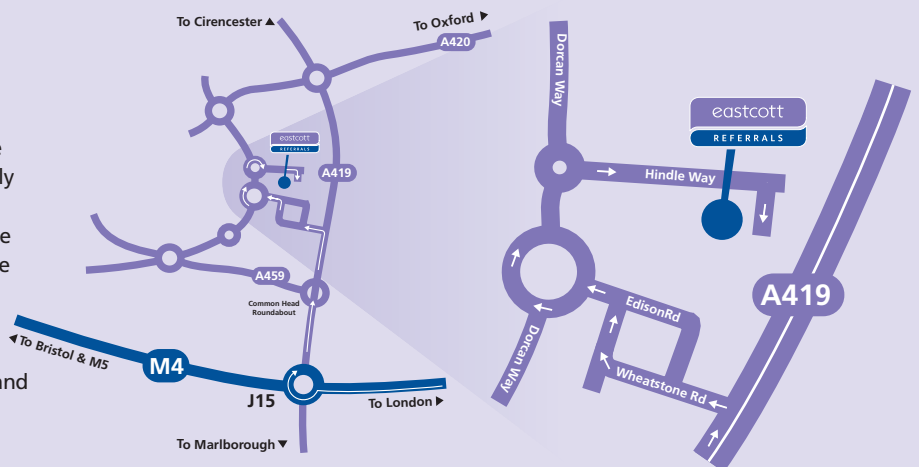 To Cirencester
To Oxford
A420
eastcott
REFERRALS
A419
A459
Common Head
Roundabout
To Bristol & M5
M4
J15
To London
To Marlborough
and
Dorcan Way
eastcott
REFERRALS
Hindle Way
A419
EdisonRd
Dorcan Way
Wheatstone Rd